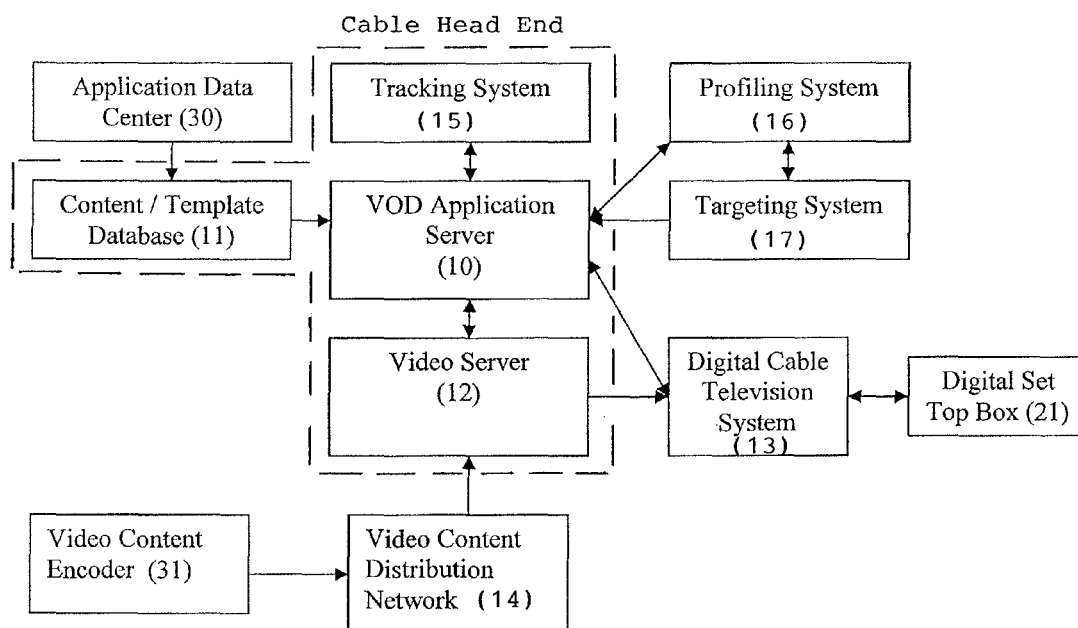 Cable Head End
Application Data
Center (30)
Tracking System
(15)
Profiling System
(16)
Content / Template
Database (11)
VOD Application
Server
(10)
Targeting System
(17)
Video Server
(12)
Digital Cable
Television
System
(13)
Digital Set
Top Box (21)
Video Content
Encoder (31)
Video Content
Distribution
Network (14)